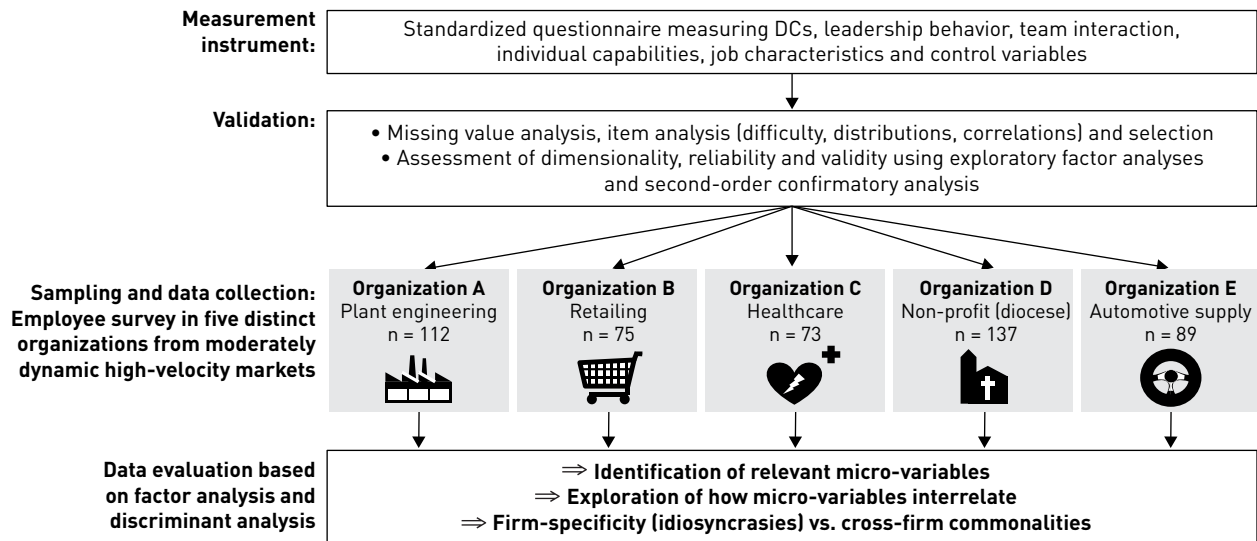 Measurement
instrument:
Standardized questionnaire measuring DCs, leadership behavior, team interaction,
individual capabilities, job characteristics and control variables
Validation:
• Missing value analysis, item analysis (difficulty, distributions, correlations) and selection
• Assessment of dimensionality, reliability and validity using exploratory factor analyses
and second-order confirmatory analysis
Sampling and data collection:
Employee survey in five distinct
organizations from moderately
dynamic high-velocity markets
Organization A
Plant engineering
n = 112
Organization B
Retailing
n = 75
Organization C
Healthcare
n = 73
Organization D
Non-profit (diocese)
n = 137
Organization E
Automotive supply
n = 89
Data evaluation based
on factor analysis and
discriminant analysis
⇒ Identification of relevant micro-variables
⇒ Exploration of how micro-variables interrelate
⇒ Firm-specificity (idiosyncrasies) vs. cross-firm commonalities